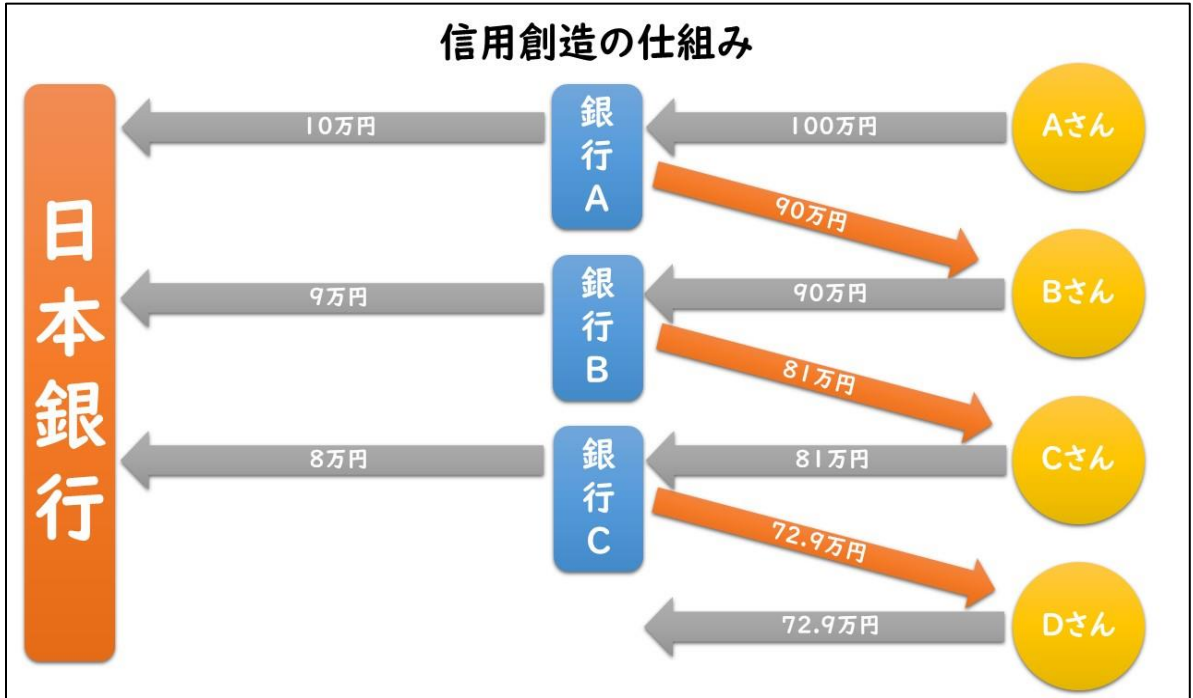 信用創造の仕組み
日本銀行
10万円
銀行A
100万円
Aさん
90万円
9万円
銀行B
90万円
Bさん
81万円
8万円
銀行C
81万円
Cさん
72.9万円
72.9万円
Dさん